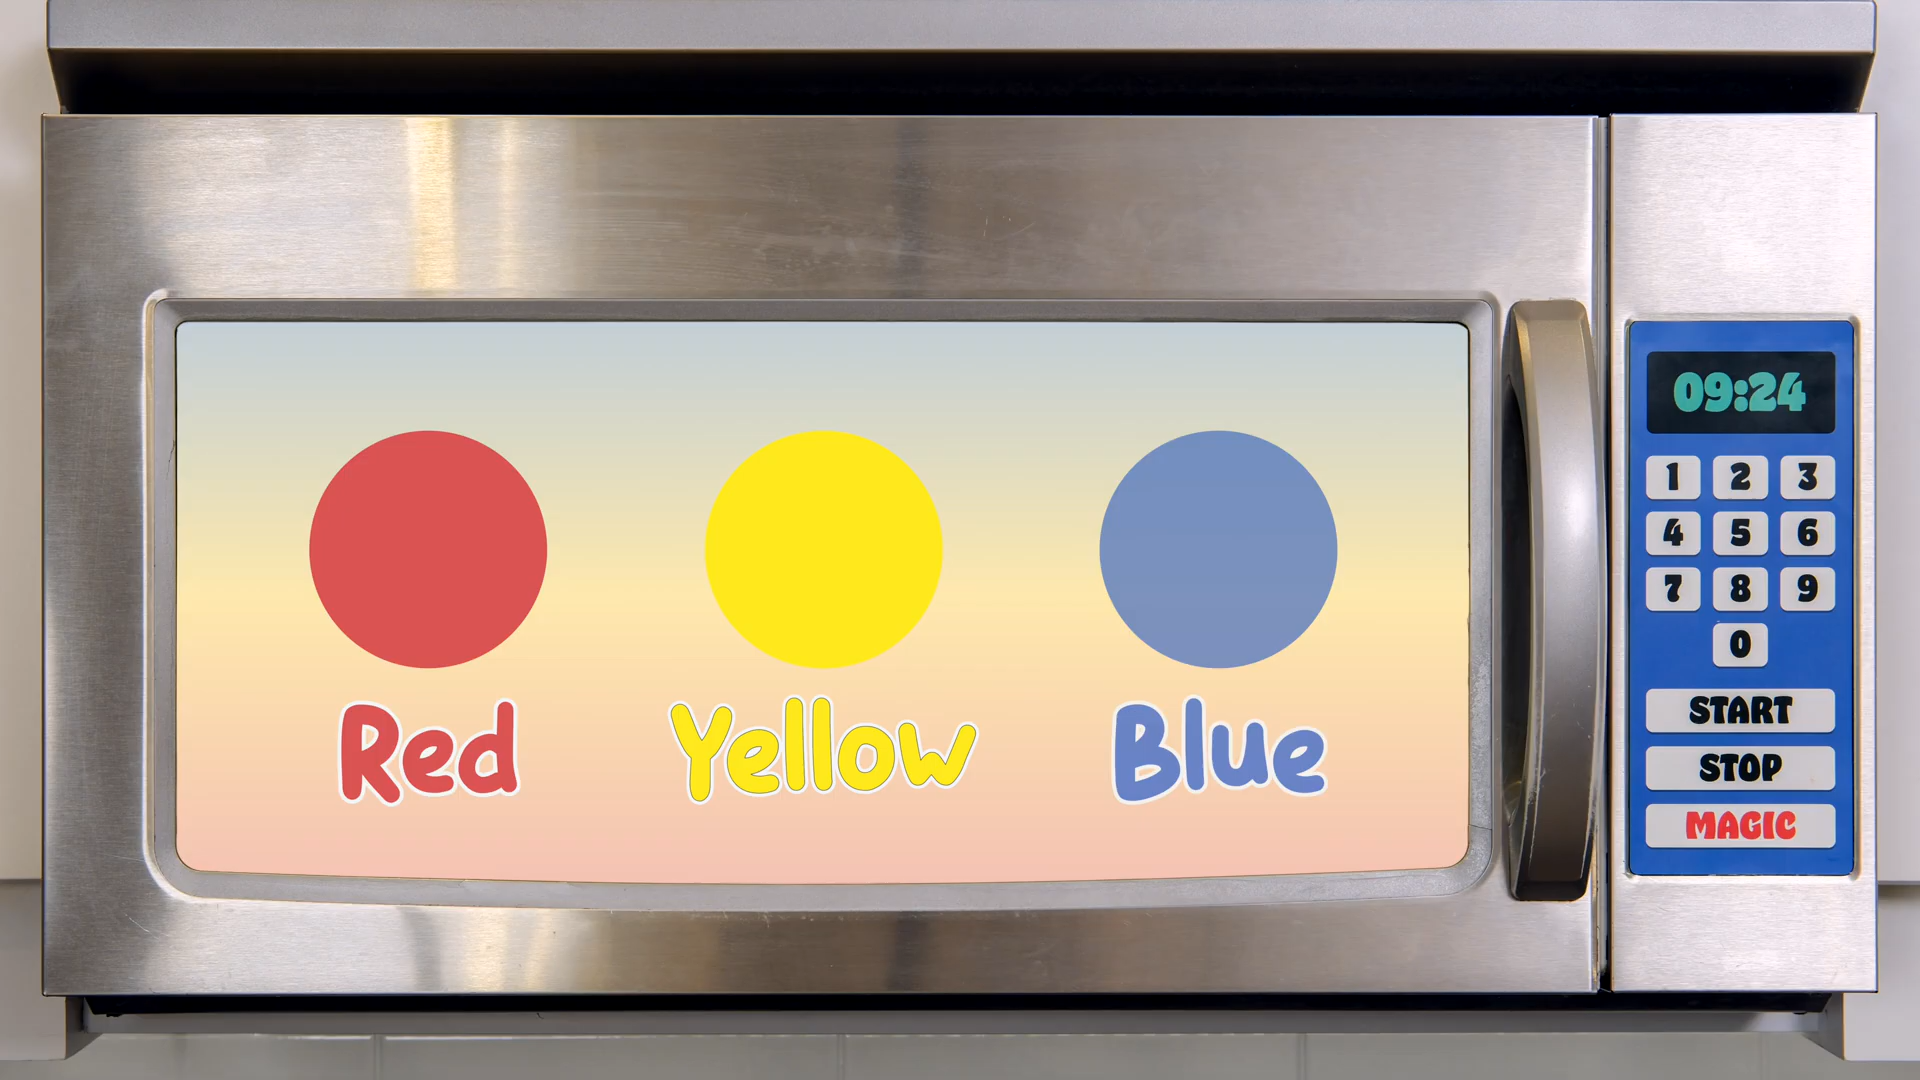 Red Yellow Blue
09:24
1 2 3
4 5 6
7 8 9
0
START
STOP
MAGIC